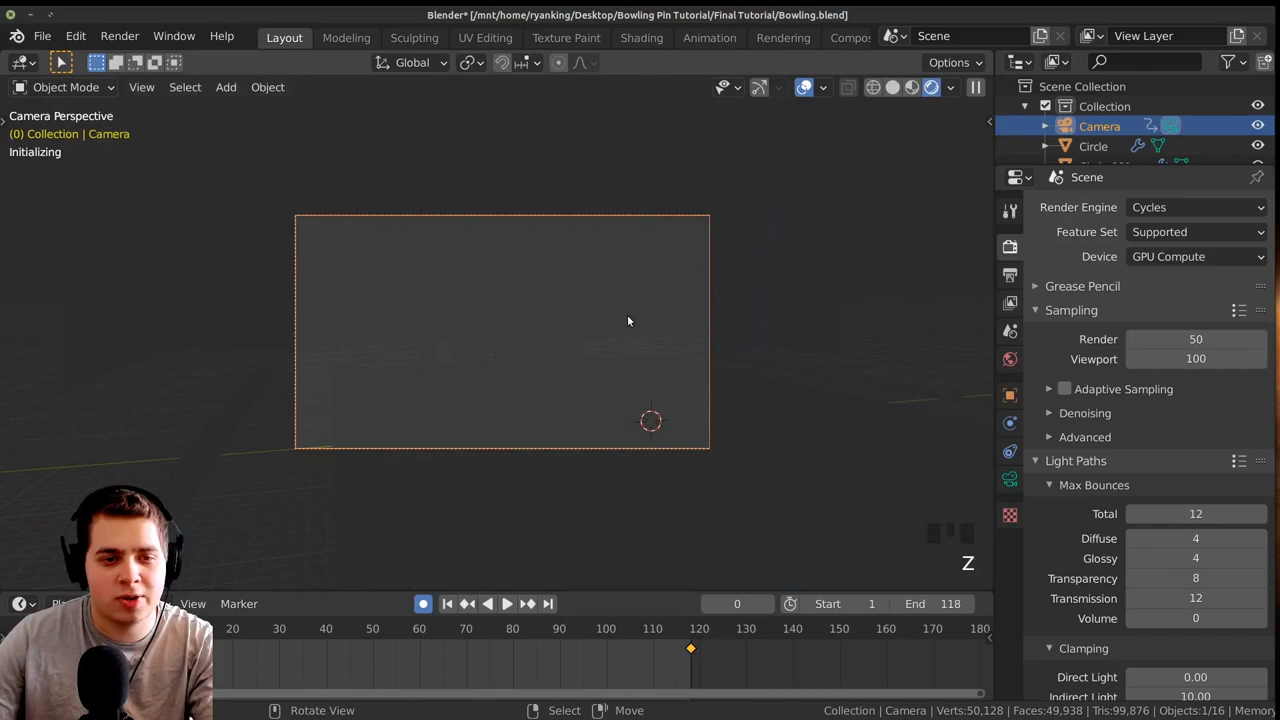 Blender* [/mnt/home/ryanking/Desktop/Bowling Pin Tutorial/Final Tutorial/Bowling.blend]
File Edit Render Window Help Layout Modeling Sculpting UV Editing Texture Paint Shading Animation Rendering Compos Scene View Layer
Global Options
Object Mode View Select Add Object
Camera Perspective
(0) Collection | Camera
Initializing
Scene Collection
Collection
Camera
Circle
Scene
Render Engine Cycles
Feature Set Supported
Device GPU Compute
Grease Pencil
Sampling
Render 50
Viewport 100
Adaptive Sampling
Denoising
Advanced
Light Paths
Max Bounces
Total 12
Diffuse 4
Glossy 4
Transparency 8
Transmission 12
Volume 0
Clamping
Direct Light 0.00
Indirect Light 10.00
Z
View Marker 0 Start 1 End 118
20 30 40 50 60 70 80 90 100 110 120 130 140 150 160 170 180
Rotate View Select Move Collection | Camera | Verts:50,128 | Faces:49,938 | Tris:99,876 | Objects:1/16 | Memory